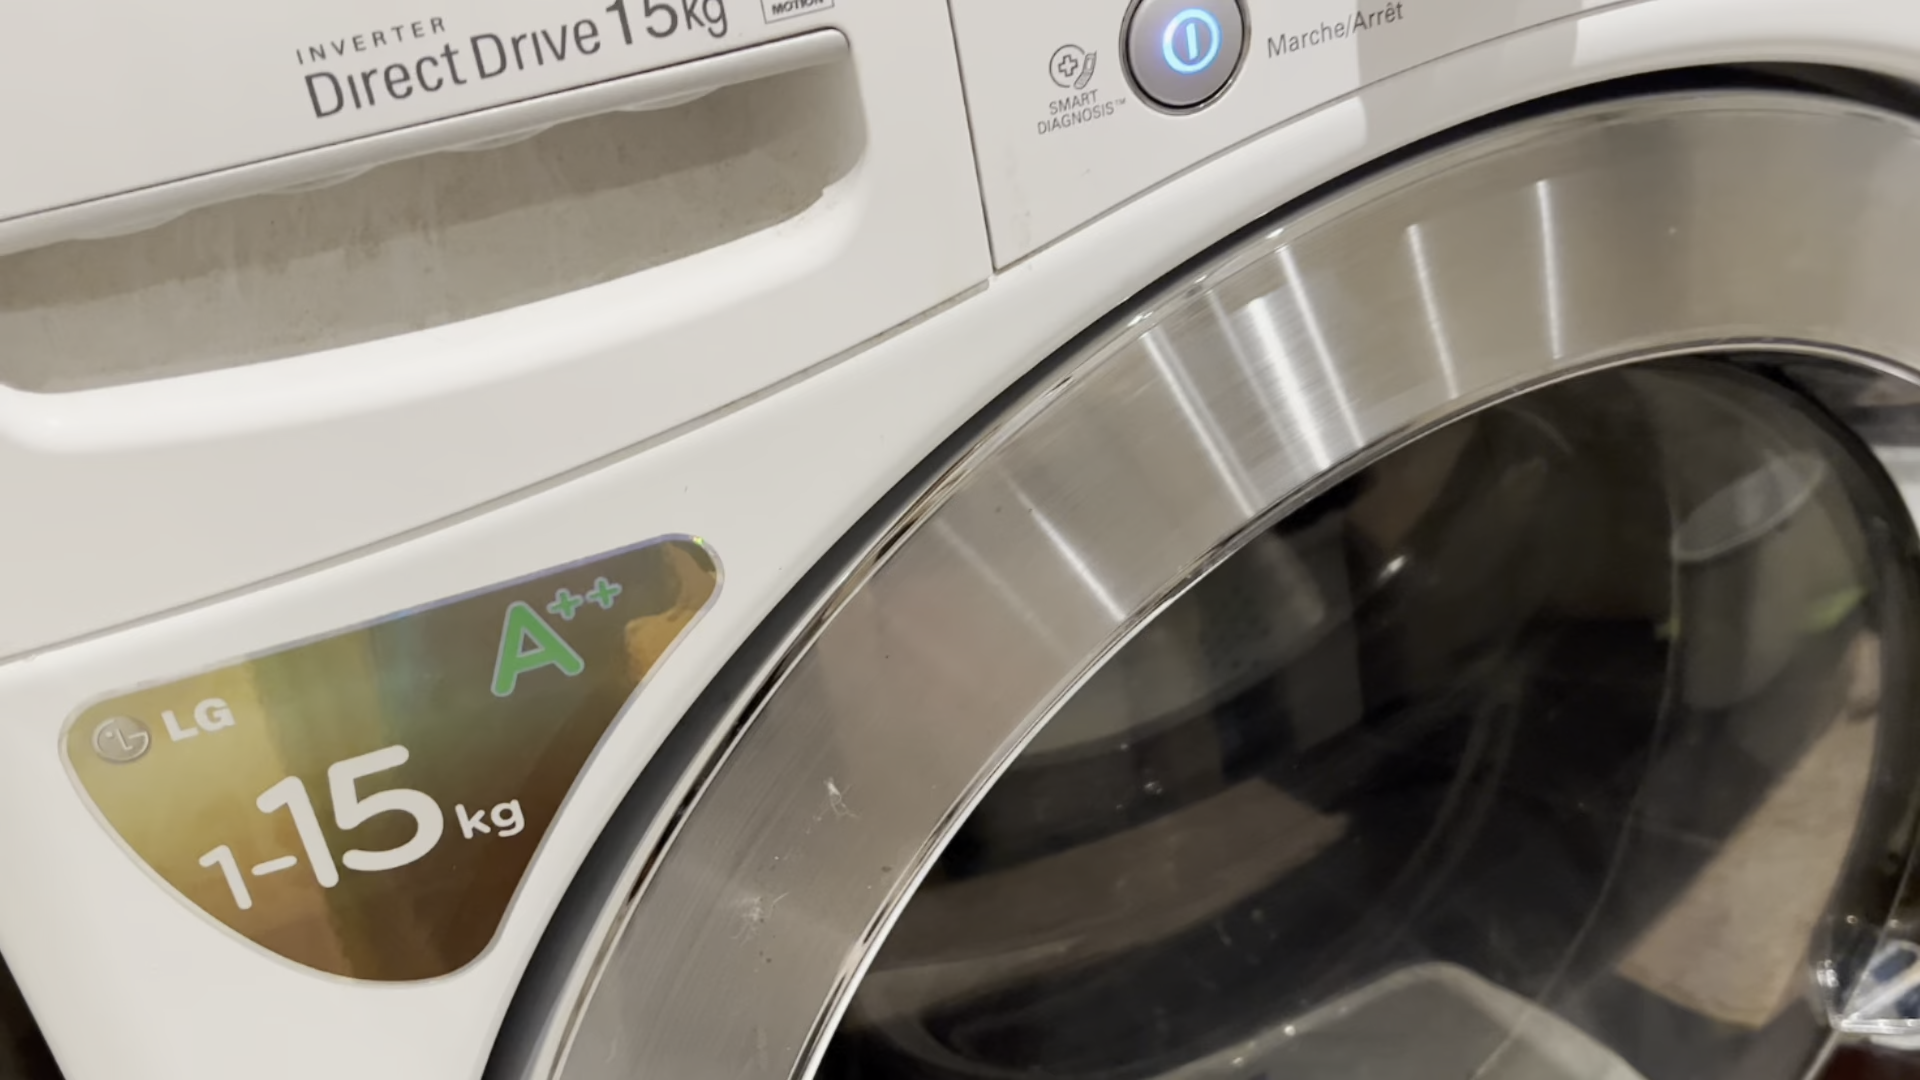 INVERTER
Direct Drive 15kg
MOTION
SMART
DIAGNOSIS™
Marche/Arrêt
A++
LG
1-15kg